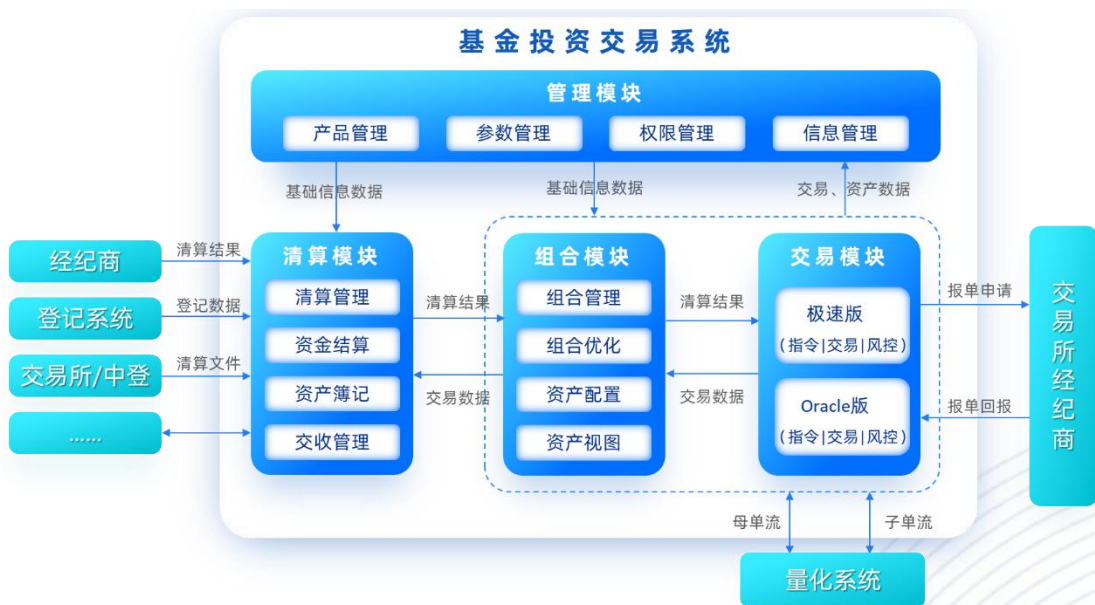 基金投资交易系统
管理模块
产品管理 参数管理 权限管理 信息管理
基础信息数据 基础信息数据 交易、资产数据
经纪商
登记系统
交易所/中登
......
清算结果
登记数据
清算文件
清算模块
清算管理
资金结算
资产簿记
交收管理
清算结果
交易数据
组合模块
组合管理
组合优化
资产配置
资产视图
清算结果
交易数据
交易模块
极速版
(指令|交易|风控)
Oracle版
(指令|交易|风控)
报单申请
报单回报
交易所经纪商
母单流 子单流
量化系统